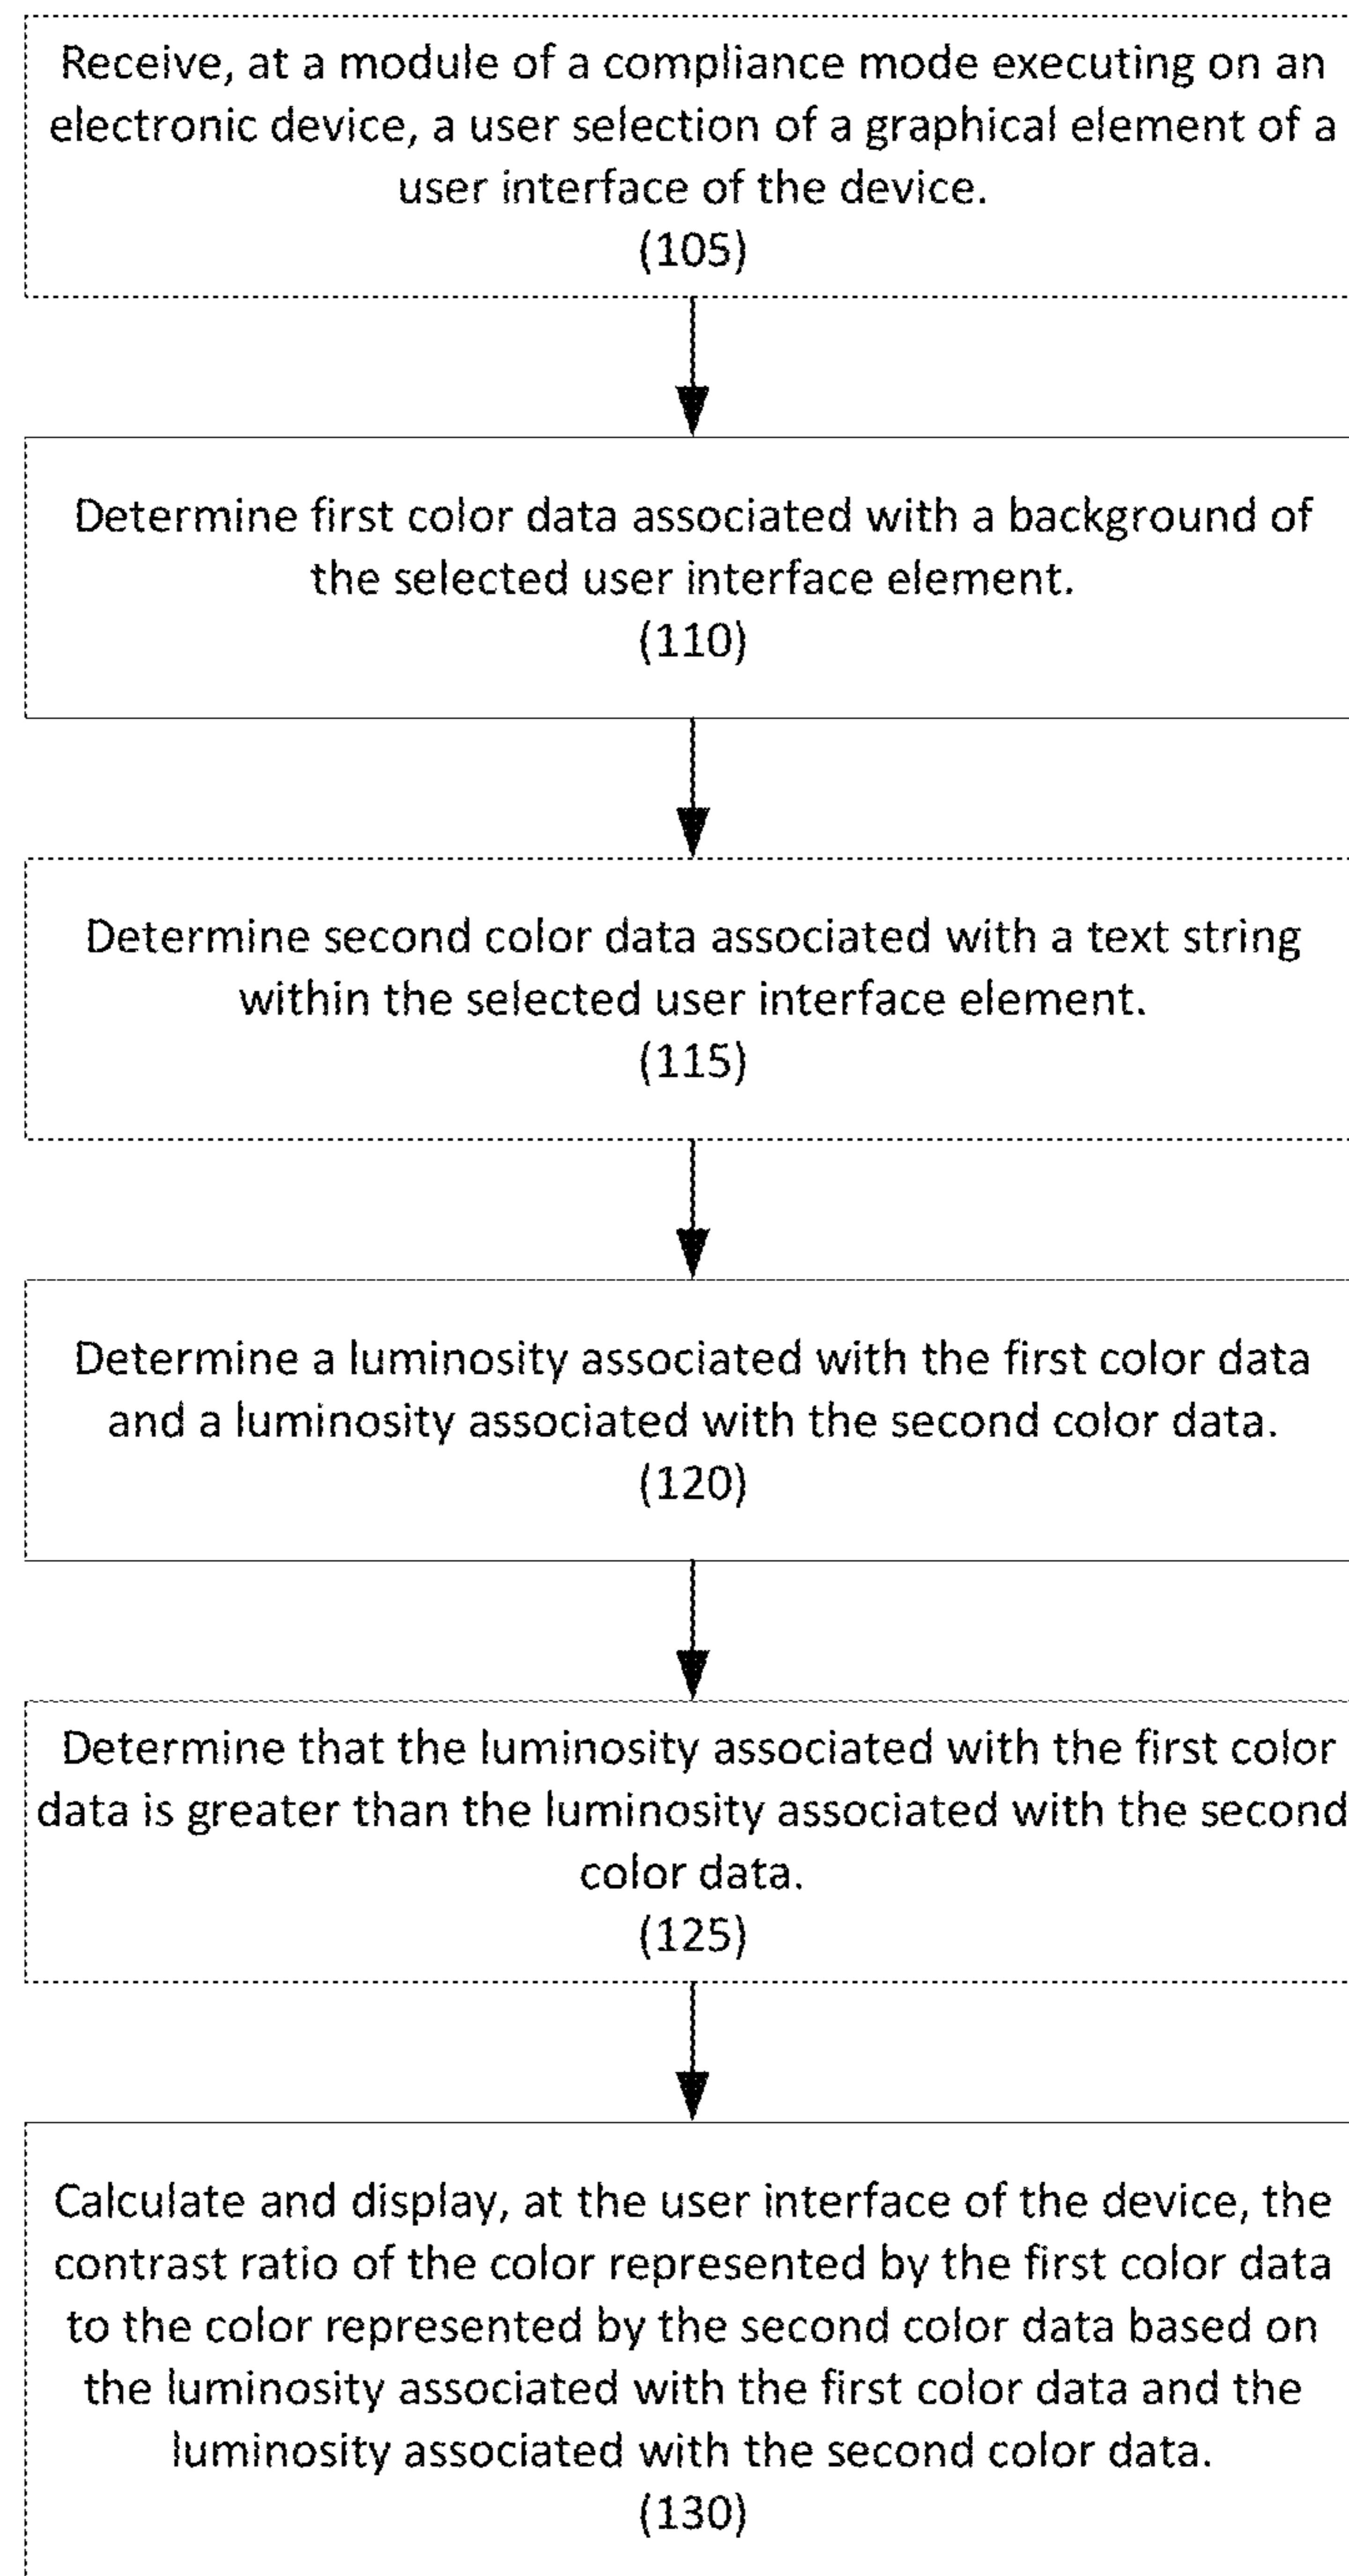 Receive, at a module of a compliance mode executing on an
electronic device, a user selection of a graphical element of a
user interface of the device.
(105)
Determine first color data associated with a background of
the selected user interface element.
(110)
Determine second color data associated with a text string
within the selected user interface element.
(115)
Determine a luminosity associated with the first color data
and a luminosity associated with the second color data.
(120)
Determine that the luminosity associated with the first color
data is greater than the luminosity associated with the second
color data.
(125)
Calculate and display, at the user interface of the device, the
contrast ratio of the color represented by the first color data
to the color represented by the second color data based on
the luminosity associated with the first color data and the
luminosity associated with the second color data.
(130)